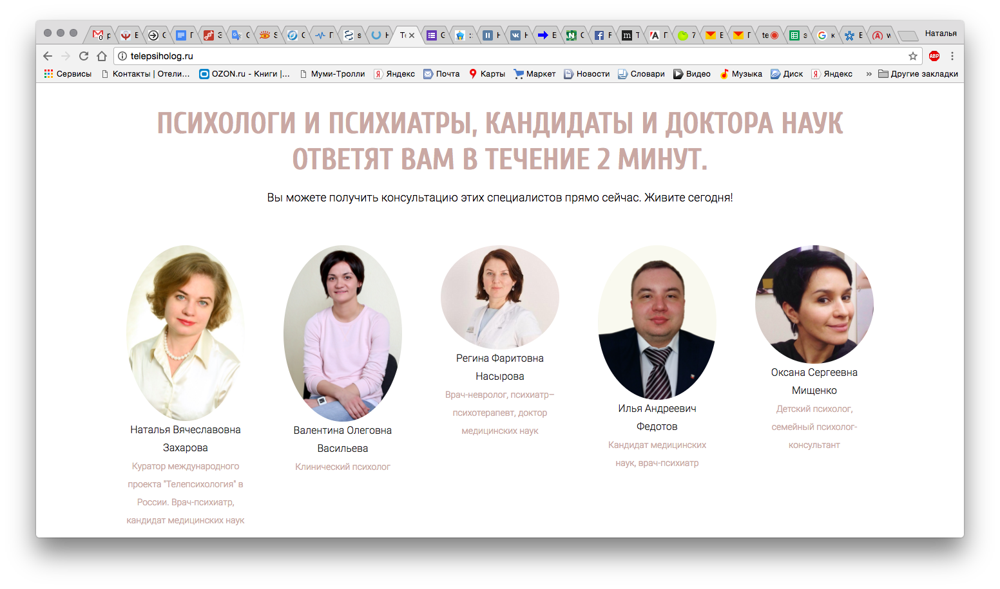 Наталья
telepsiholog.ru
Сервисы Контакты | Отели... OZON.ru - Книги |... Муми-Тролли Яндекс Почта Карты Маркет Новости Словари Видео Музыка Диск Яндекс » Другие закладки
ПСИХОЛОГИ И ПСИХИАТРЫ, КАНДИДАТЫ И ДОКТОРА НАУК
ОТВЕТЯТ ВАМ В ТЕЧЕНИЕ 2 МИНУТ.
Вы можете получить консультацию этих специалистов прямо сейчас. Живите сегодня!
Наталья Вячеславовна
Захарова
Куратор международного
проекта "Телепсихология" в
России. Врач-психиатр,
кандидат медицинских наук
Валентина Олеговна
Васильева
Клинический психолог
Регина Фаритовна
Насырова
Врач-невролог, психиатр–
психотерапевт, доктор
медицинских наук
Илья Андреевич
Федотов
Кандидат медицинских
наук, врач-психиатр
Оксана Сергеевна
Мищенко
Детский психолог,
семейный психолог-
консультант